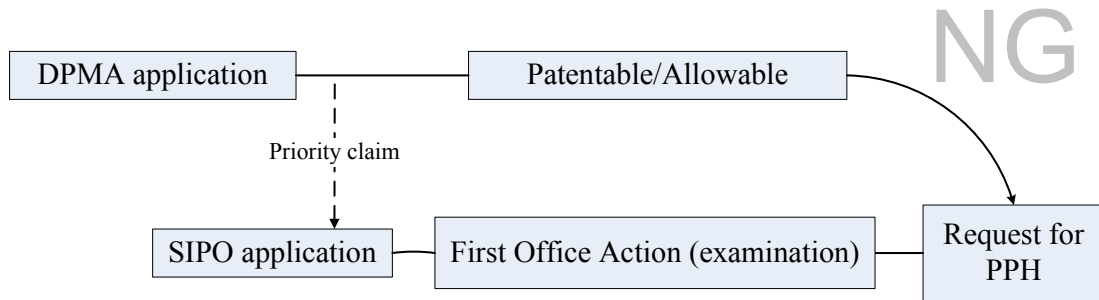 NG
DPMA application
Patentable/Allowable
Priority claim
SIPO application
First Office Action (examination)
Request for
PPH